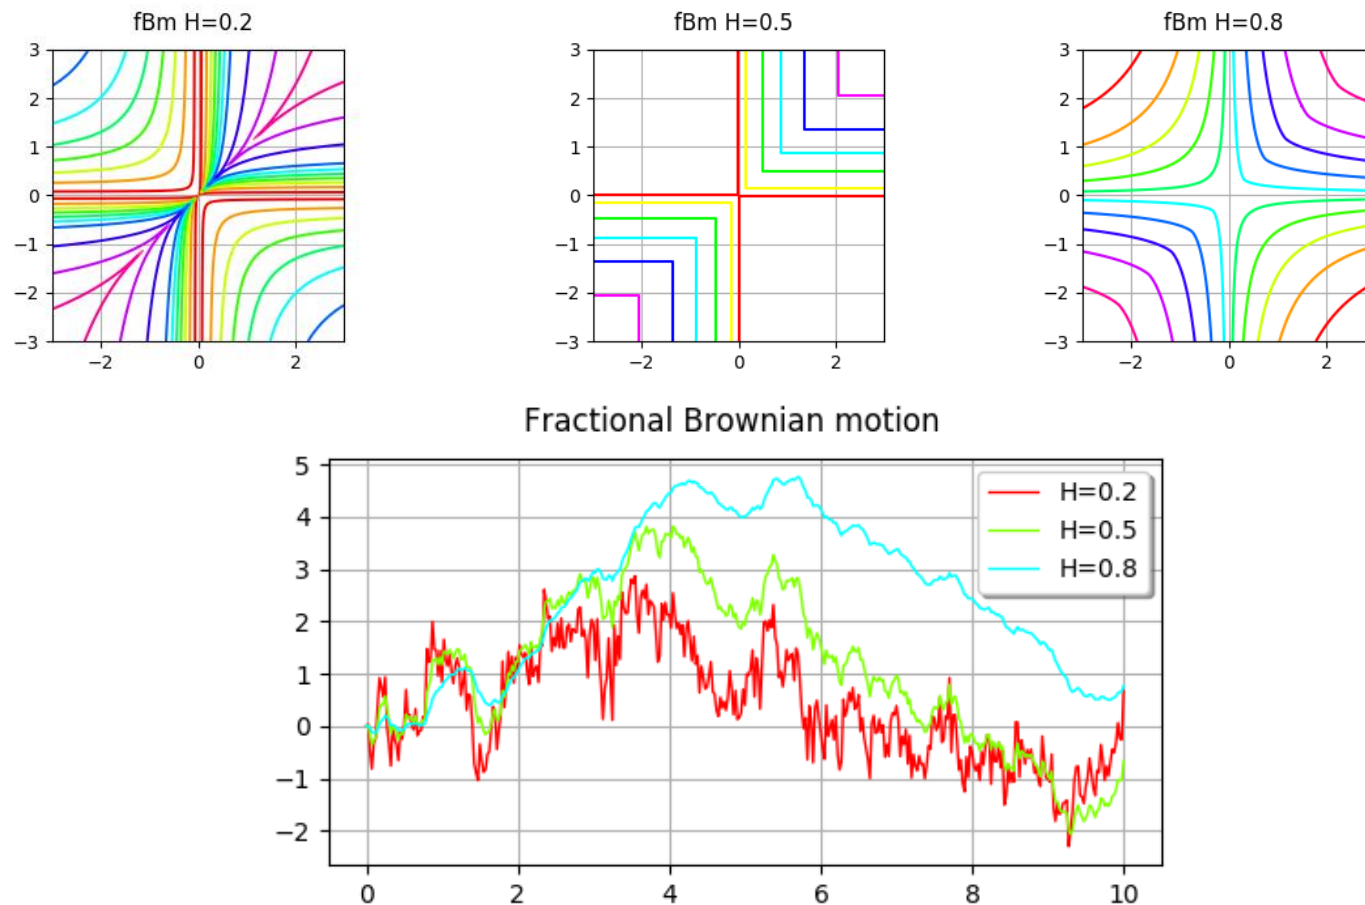 fBm H=0.2 fBm H=0.5 fBm H=0.8
3 3 3
2 2 2
1 1 1
0 0 0
−1 −1 −1
−2 −2 −2
−3 −3 −3
−2 0 2 −2 0 2 −2 0 2
Fractional Brownian motion
5
4
3
2
1
0
−1
−2
H=0.2
H=0.5
H=0.8
0 2 4 6 8 10